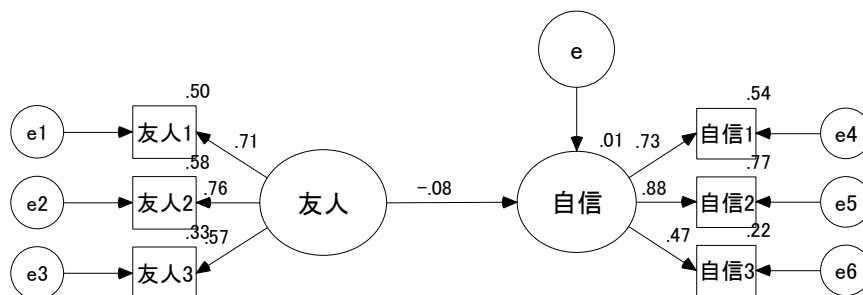 e
.50
.54
e1
友人1
.71
.01
.73
自信1
e4
.58
.77
e2
友人2
.76
友人
-.08
自信
.88
自信2
e5
.33
.57
.47
.22
e3
友人3
自信3
e6